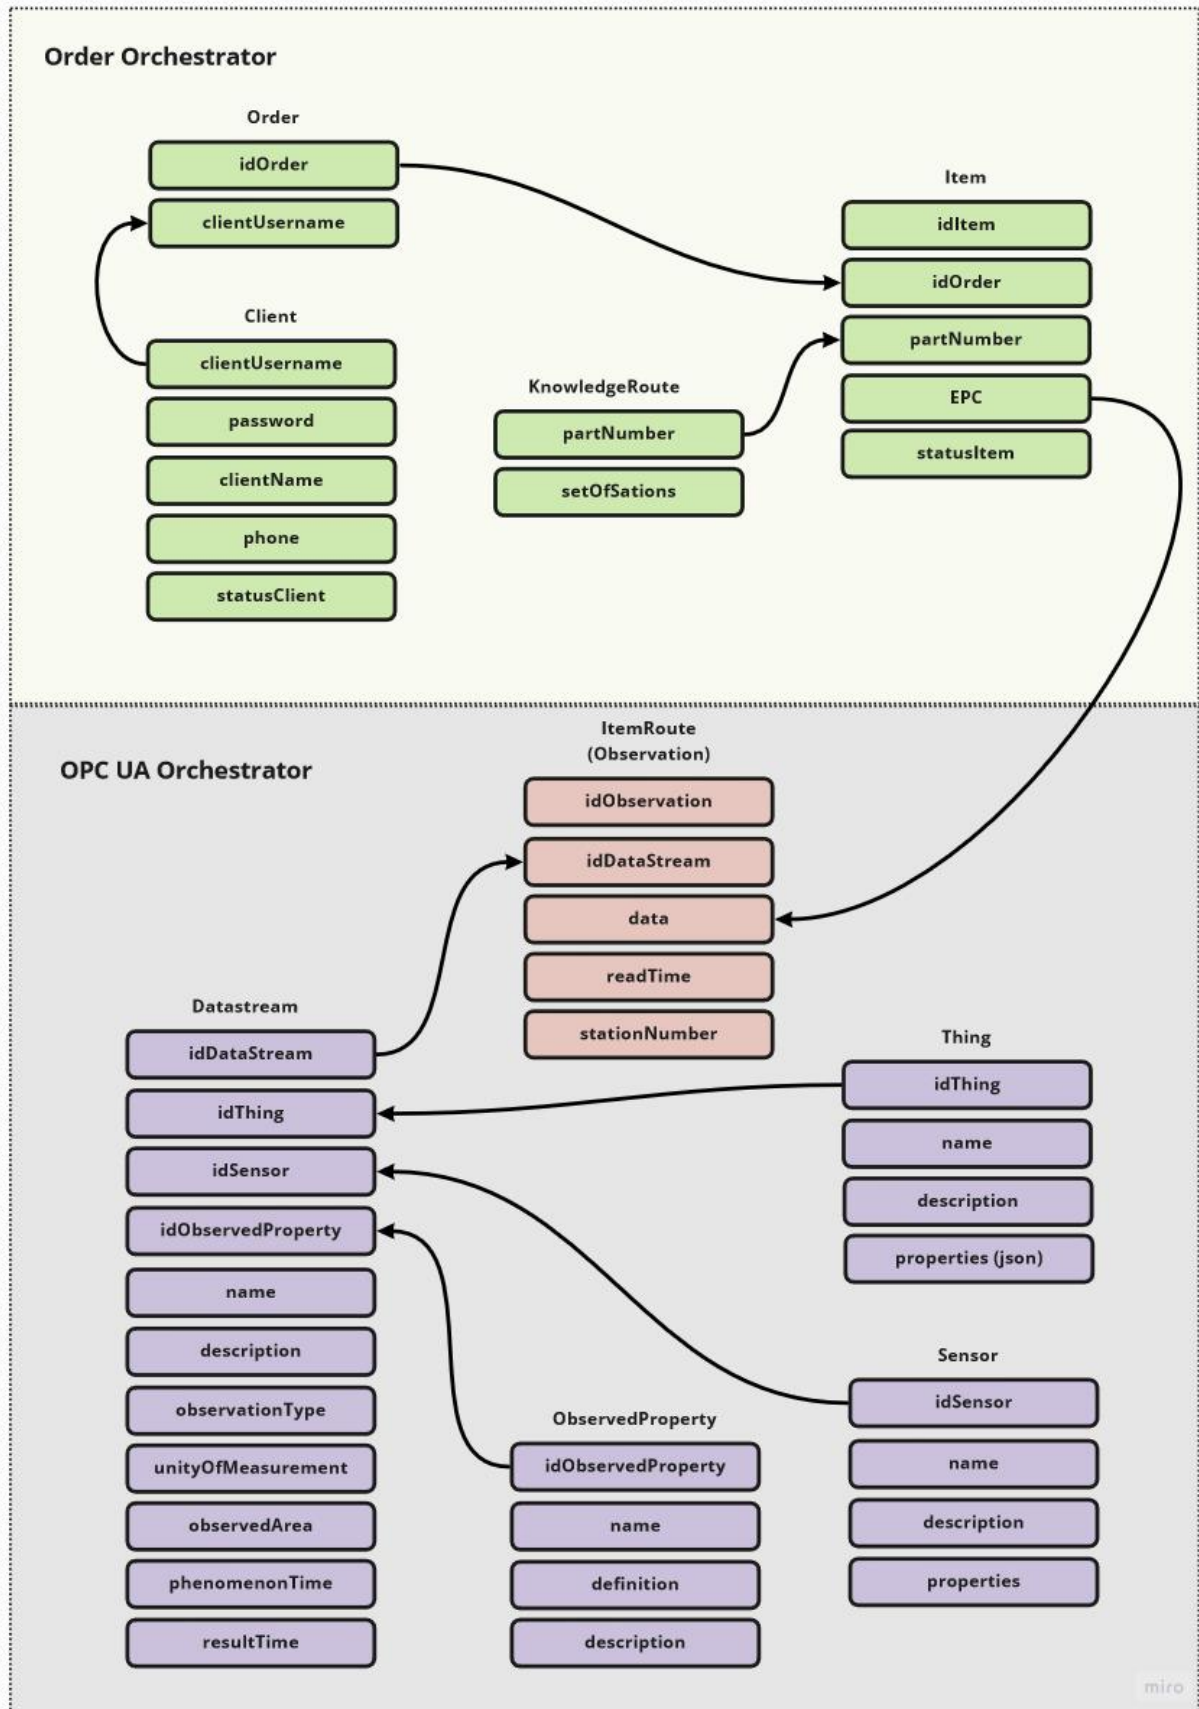 Order Orchestrator
Order
idOrder
clientUsername
Client
clientUsername
password
clientName
phone
statusClient
KnowledgeRoute
partNumber
setOfSations
Item
idItem
idOrder
partNumber
EPC
statusItem
OPC UA Orchestrator
ItemRoute
(Observation)
idObservation
idDataStream
data
readTime
stationNumber
Datastream
idDataStream
idThing
idSensor
idObservedProperty
name
description
observationType
unityOfMeasurement
observedArea
phenomenonTime
resultTime
ObservedProperty
idObservedProperty
name
definition
description
Thing
idThing
name
description
properties (json)
Sensor
idSensor
name
description
properties
miro